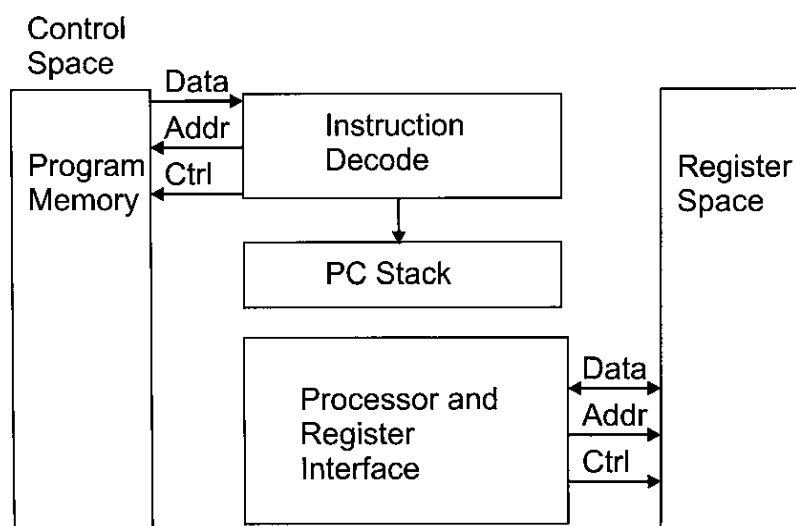 Control
Space
Data
Addr
Ctrl
Program
Memory
Instruction
Decode
PC Stack
Processor and
Register
Interface
Data
Addr
Ctrl
Register
Space